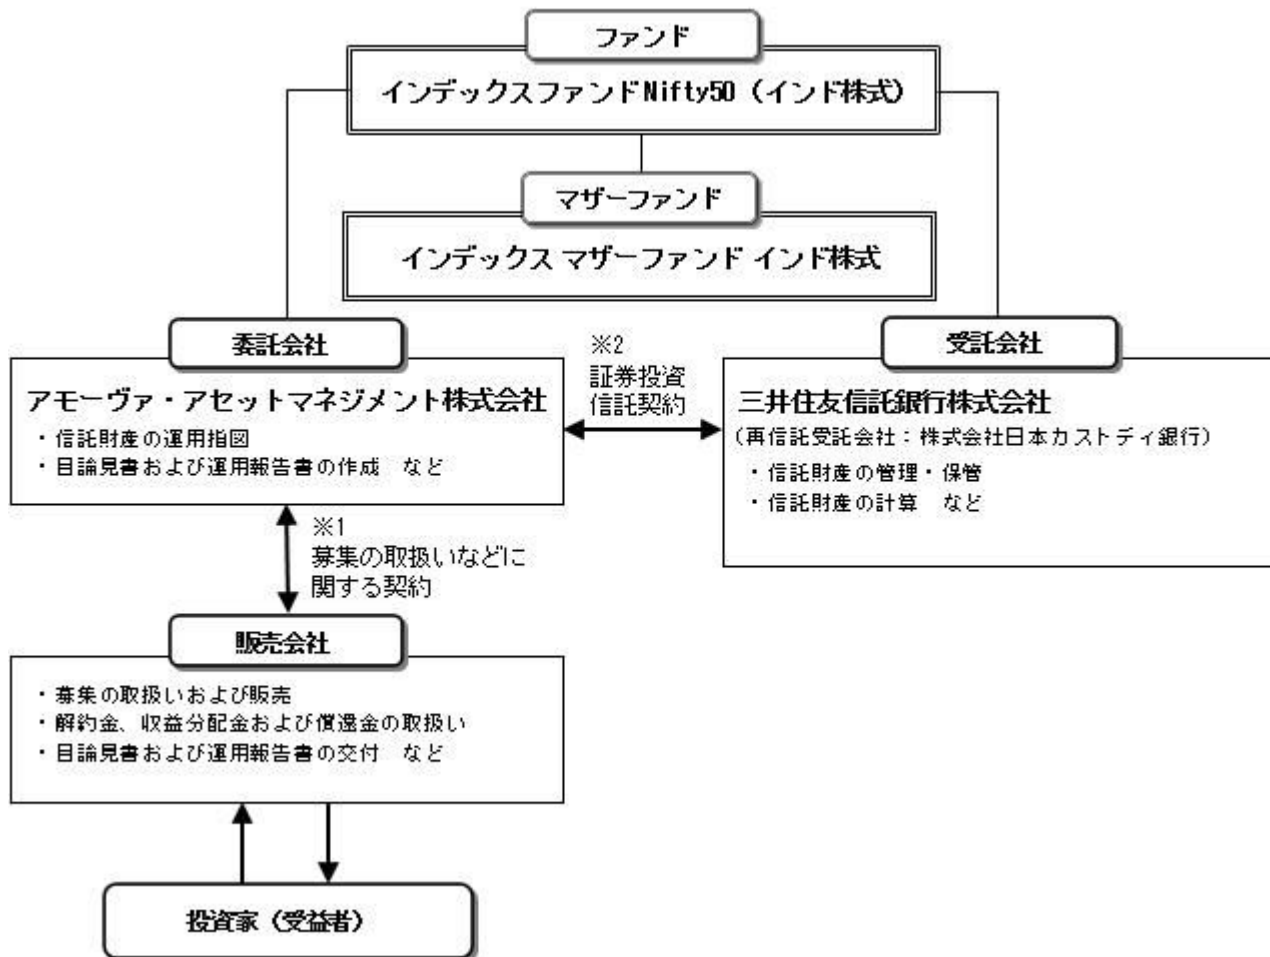 ファンド
インデックスファンドNifty50（インド株式）
マザーファンド
インデックス マザーファンド インド株式
委託会社
アモーヴァ・アセットマネジメント株式会社
・信託財産の運用指図
・目論見書および運用報告書の作成　など
※2
証券投資
信託契約
受託会社
三井住友信託銀行株式会社
（再信託受託会社：株式会社日本カストディ銀行）
・信託財産の管理・保管
・信託財産の計算　など
※1
募集の取扱いなどに
関する契約
販売会社
・募集の取扱いおよび販売
・解約金、収益分配金および償還金の取扱い
・目論見書および運用報告書の交付　など
投資家（受益者）